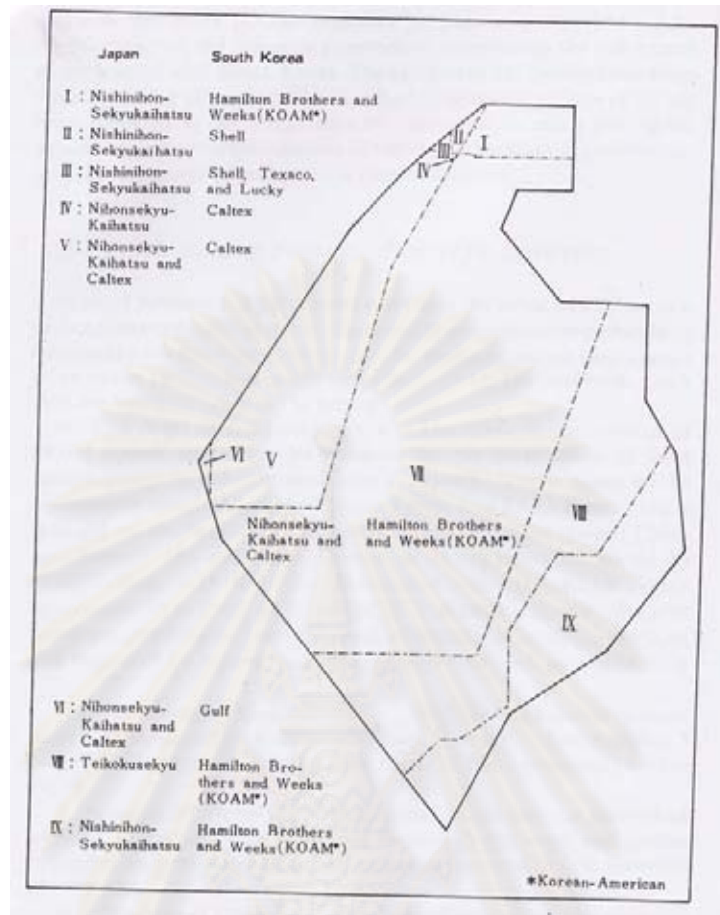 Japan South Korea
I : Nishinihon- Hamilton Brothers and
Sekyukaihatsu Weeks(KOAM*)
II : Nishinihon- Shell
Sekyukaihatsu
III : Nishinihon- Shell, Texaco,
Sekyukaihatsu and Lucky
IV : Nihonsekyu- Caltex
Kaihatsu
V : Nihonsekyu- Caltex
Kaihatsu and
Caltex
II
I
III
IV
VI V
VII
VIII
Nihonsekyu- Hamilton Brothers
Kaihatsu and and Weeks(KOAM*)
Caltex
IX
VI : Nihonsekyu- Gulf
Kaihatsu and
Caltex
VIII : Teikokusekyu Hamilton Bro-
thers and Weeks
(KOAM*)
IX : Nishinihon- Hamilton Brothers
Sekyukaihatsu and Weeks(KOAM*)
*Korean-American